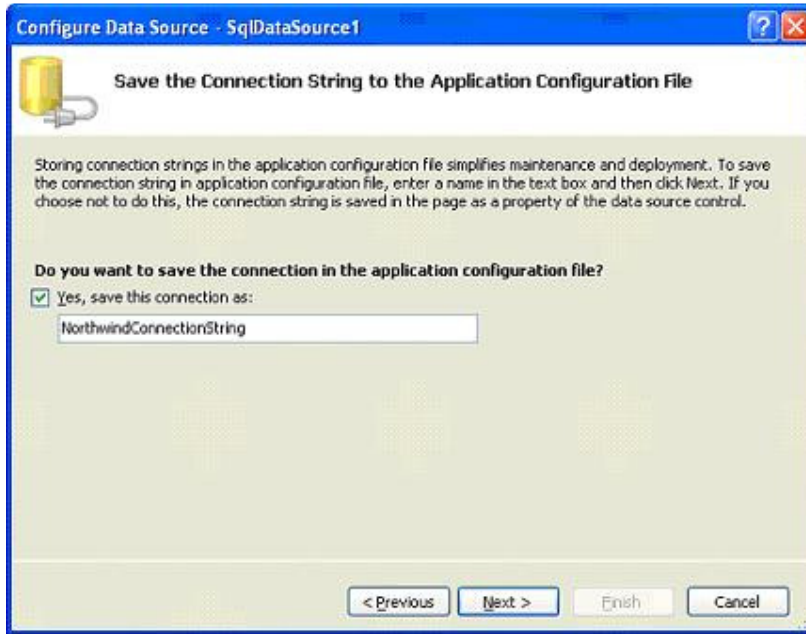 Configure Data Source - SqlDataSource1
Save the Connection String to the Application Configuration File
Storing connection strings in the application configuration file simplifies maintenance and deployment. To save
the connection string in application configuration file, enter a name in the text box and then click Next. If you
choose not to do this, the connection string is saved in the page as a property of the data source control.
Do you want to save the connection in the application configuration file?
Yes, save this connection as:
NorthwindConnectionString
< Previous Next > Finish Cancel